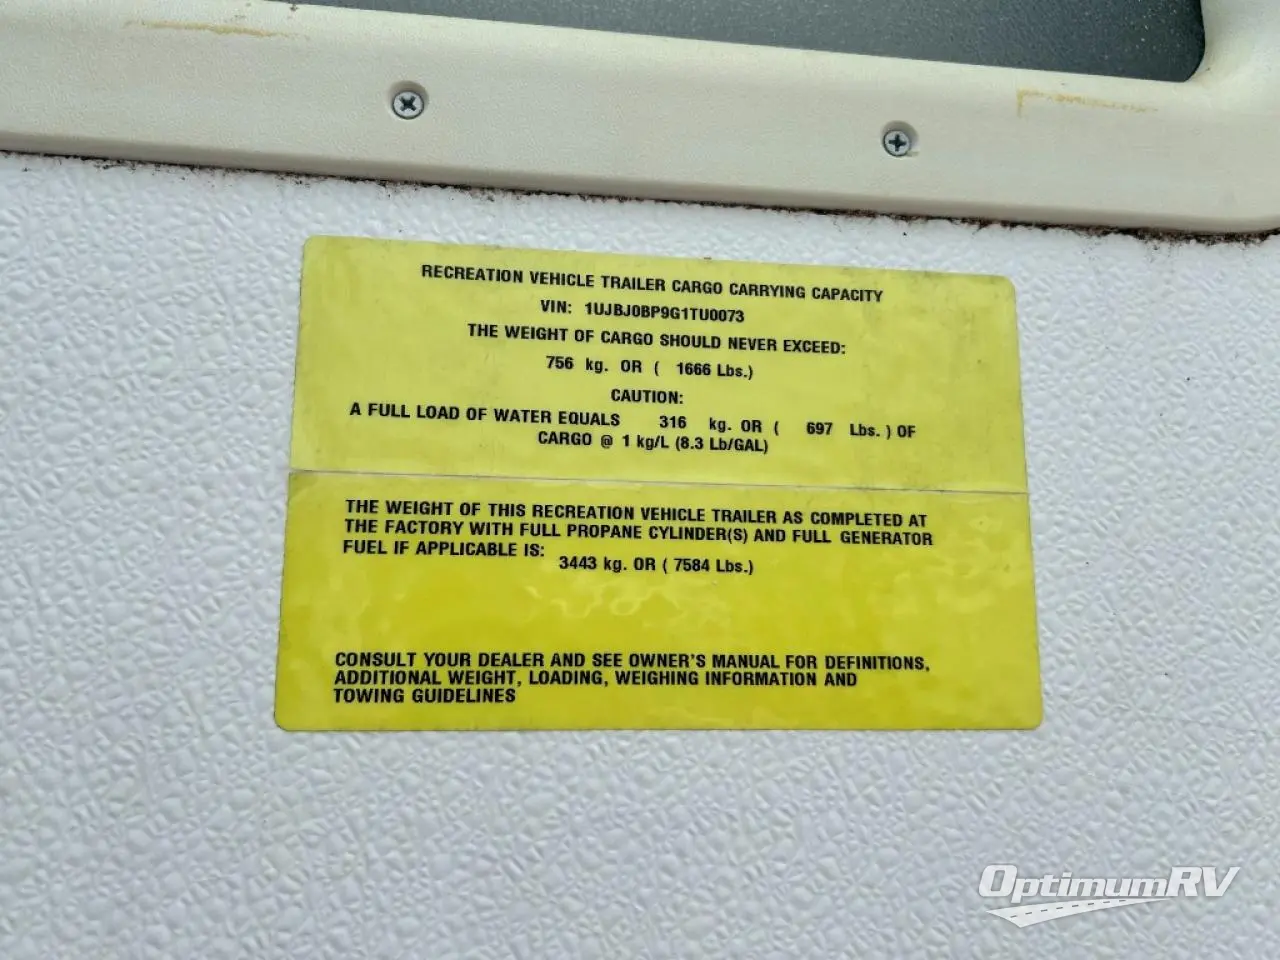 RECREATION VEHICLE TRAILER CARGO CARRYING CAPACITY
VIN: 1UJBJ0BP9G1TU0073
THE WEIGHT OF CARGO SHOULD NEVER EXCEED:
756 kg. OR ( 1666 Lbs.)
CAUTION:
A FULL LOAD OF WATER EQUALS 316 kg. OR ( 697 Lbs. ) OF
CARGO @ 1 kg/L (8.3 Lb/GAL)
THE WEIGHT OF THIS RECREATION VEHICLE TRAILER AS COMPLETED AT
THE FACTORY WITH FULL PROPANE CYLINDER(S) AND FULL GENERATOR
FUEL IF APPLICABLE IS:
3443 kg. OR ( 7584 Lbs.)
CONSULT YOUR DEALER AND SEE OWNER'S MANUAL FOR DEFINITIONS,
ADDITIONAL WEIGHT, LOADING, WEIGHING INFORMATION AND
TOWING GUIDELINES
OptimumRV